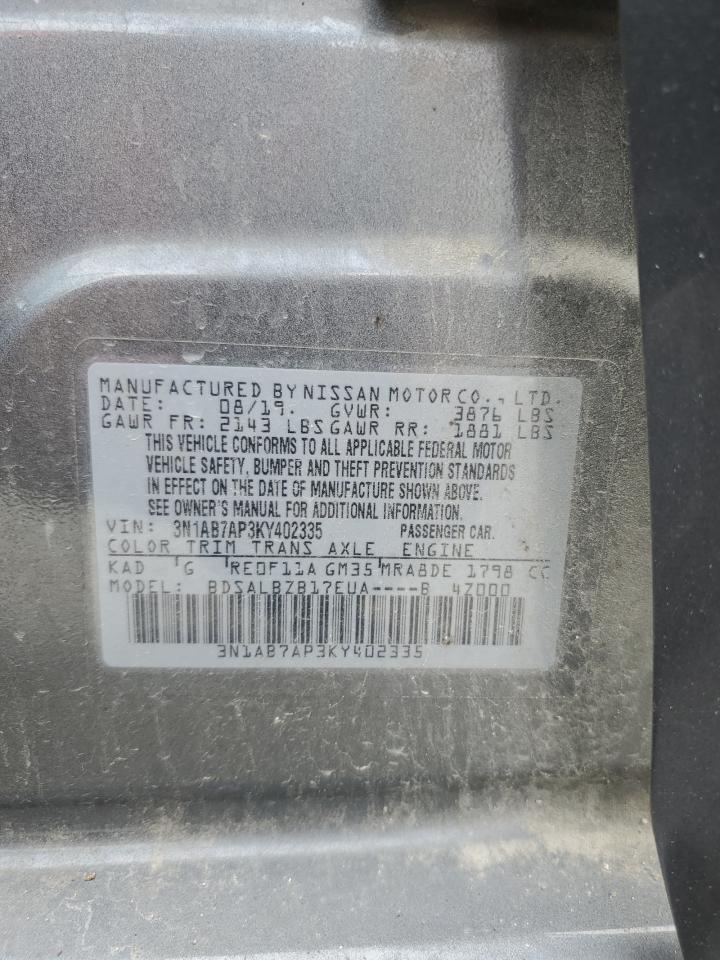 MANUFACTURED BY NISSAN MOTOR CO., LTD.
DATE: 08/19. GVWR: 3876 LBS
GAWR FR: 2143 LBS GAWR RR: 1881 LBS
THIS VEHICLE CONFORMS TO ALL APPLICABLE FEDERAL MOTOR
VEHICLE SAFETY, BUMPER AND THEFT PREVENTION STANDARDS
IN EFFECT ON THE DATE OF MANUFACTURE SHOWN ABOVE.
SEE OWNER'S MANUAL FOR ADDITIONAL INFORMATION.
VIN: 3N1AB7AP3KY402335 PASSENGER CAR.
COLOR TRIM TRANS AXLE ENGINE
KAD G RE0F11A GM35 MRA8DE 1798 CC
MODEL: BDSALBZB17EUA----B 47000
3N1AB7AP3KY402335